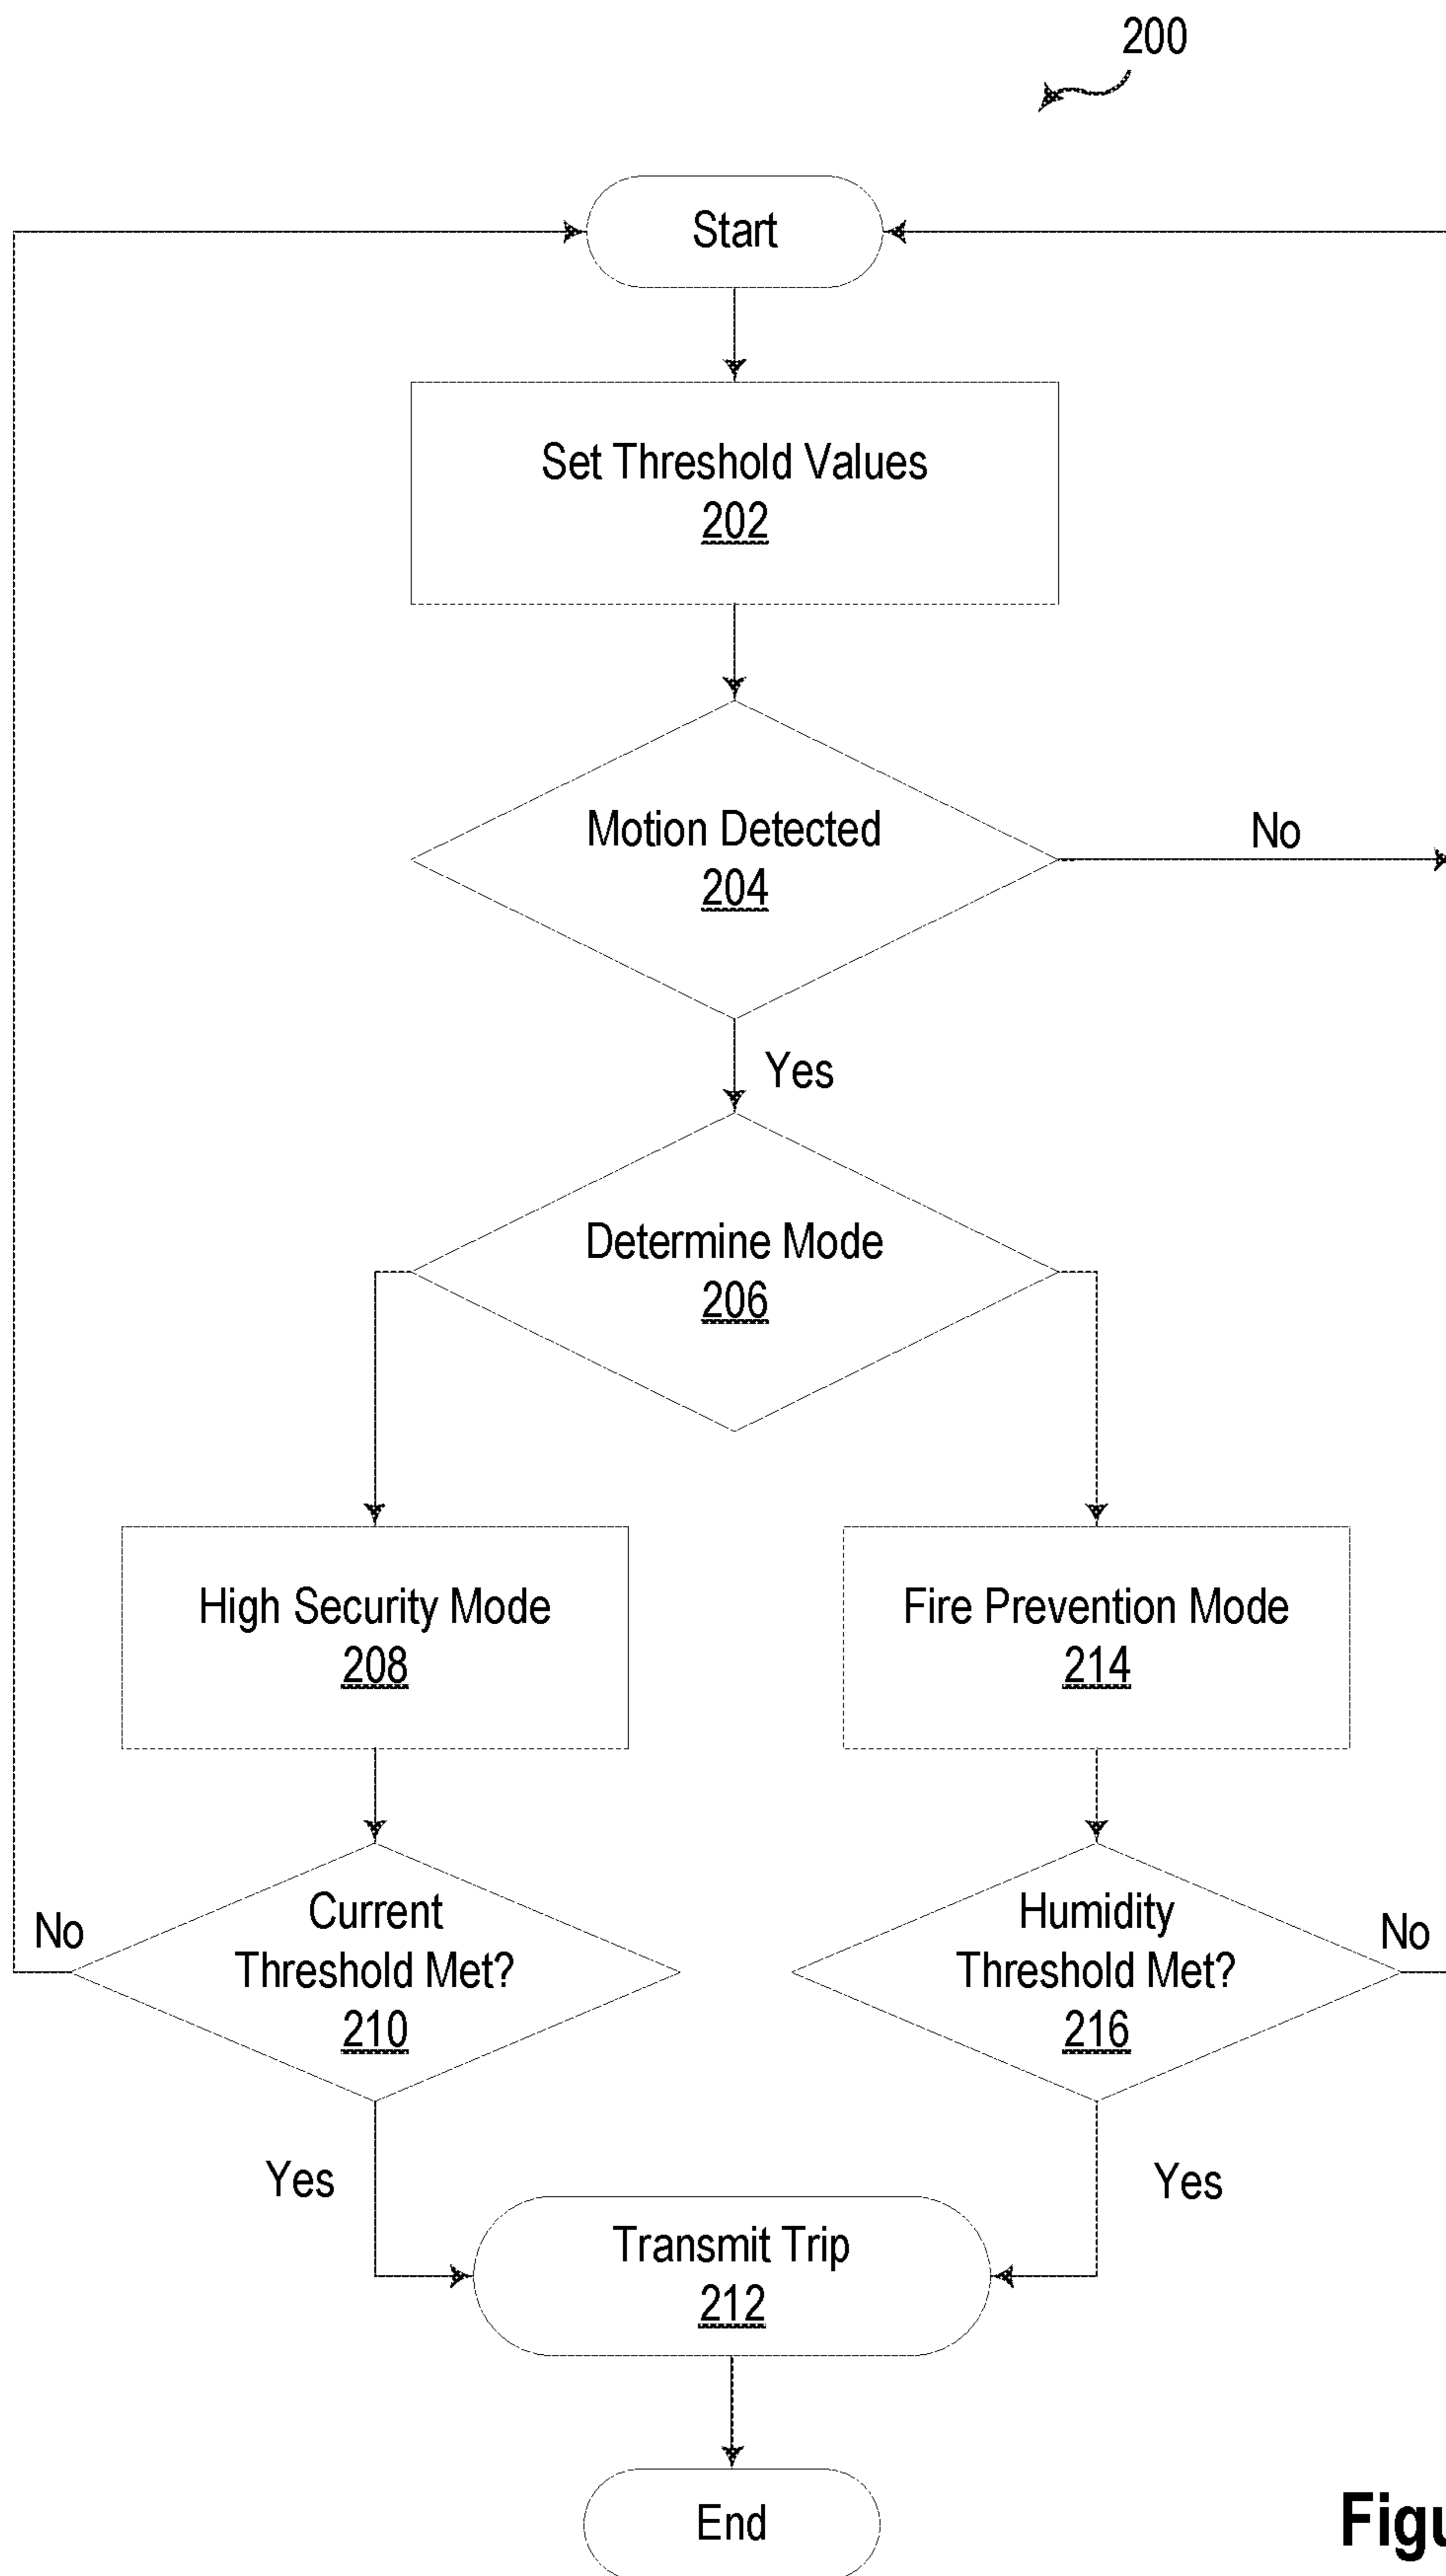 200
Start
Set Threshold Values
202
Motion Detected
204
No
Yes
Determine Mode
206
High Security Mode
208
Fire Prevention Mode
214
Current
Threshold Met?
210
No
Humidity
Threshold Met?
216
No
Yes
Yes
Transmit Trip
212
End